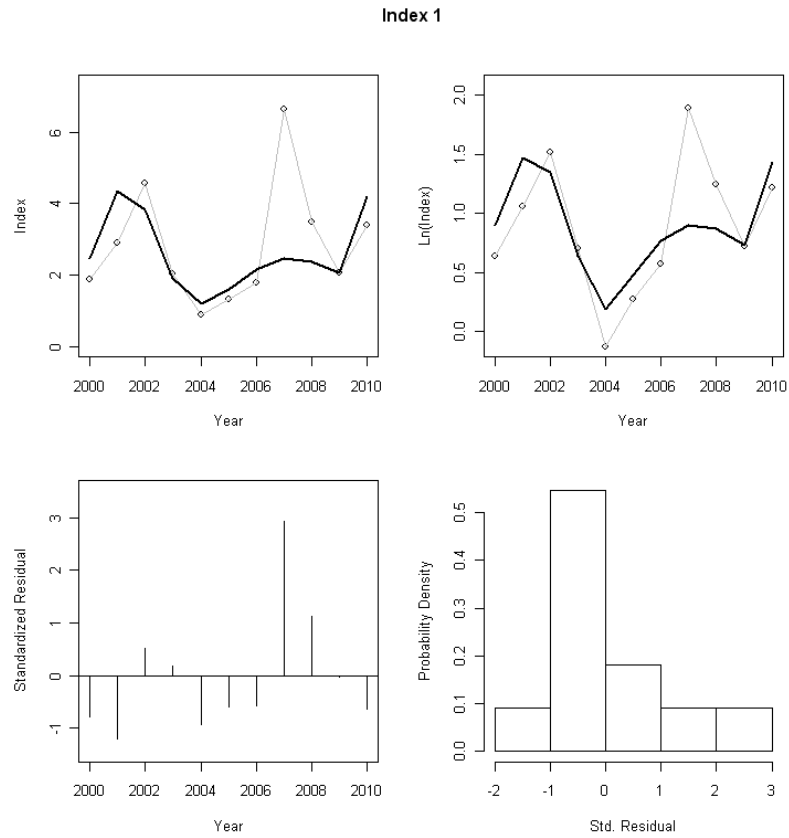 Index 1
Index
0 2 4 6
2000 2002 2004 2006 2008 2010
Year
Ln(Index)
0.0 0.5 1.0 1.5 2.0
2000 2002 2004 2006 2008 2010
Year
Standardized Residual
-1 0 1 2 3
2000 2002 2004 2006 2008 2010
Year
Probability Density
0.0 0.1 0.2 0.3 0.4 0.5
-2 -1 0 1 2 3
Std. Residual